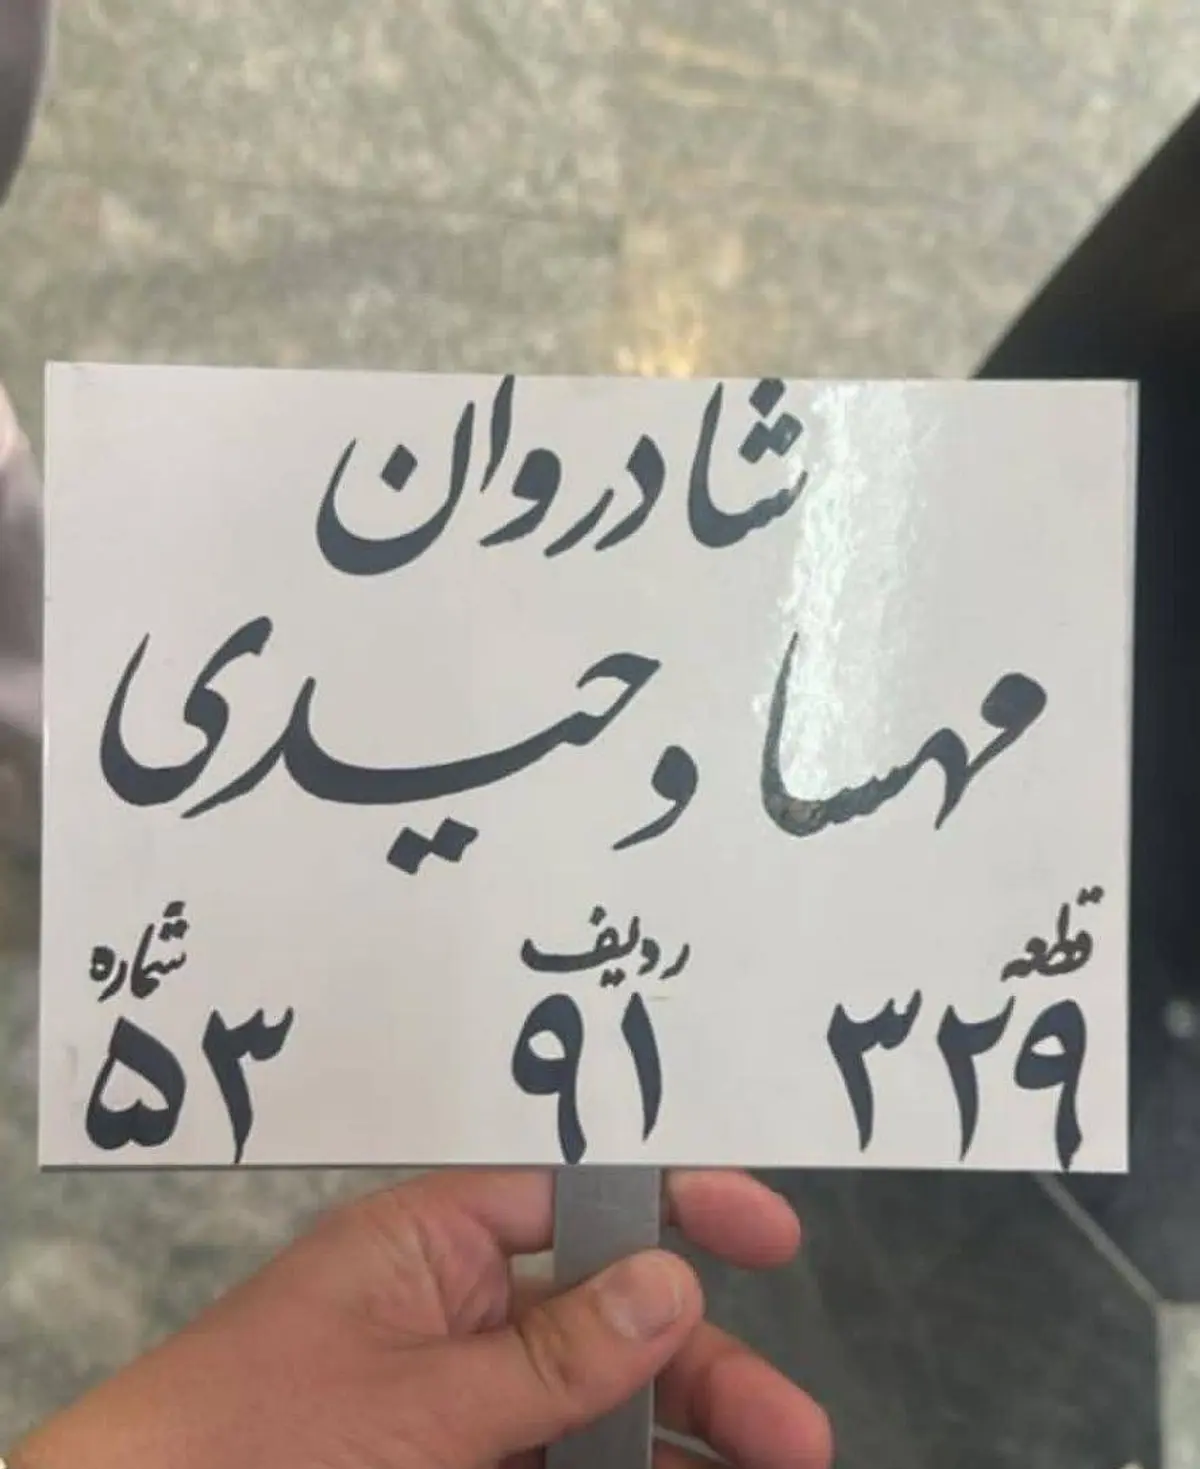 شادروان
مهسا وحیدی
قطعه ردیف شماره
۳۲۹ ۹۱ ۵۳